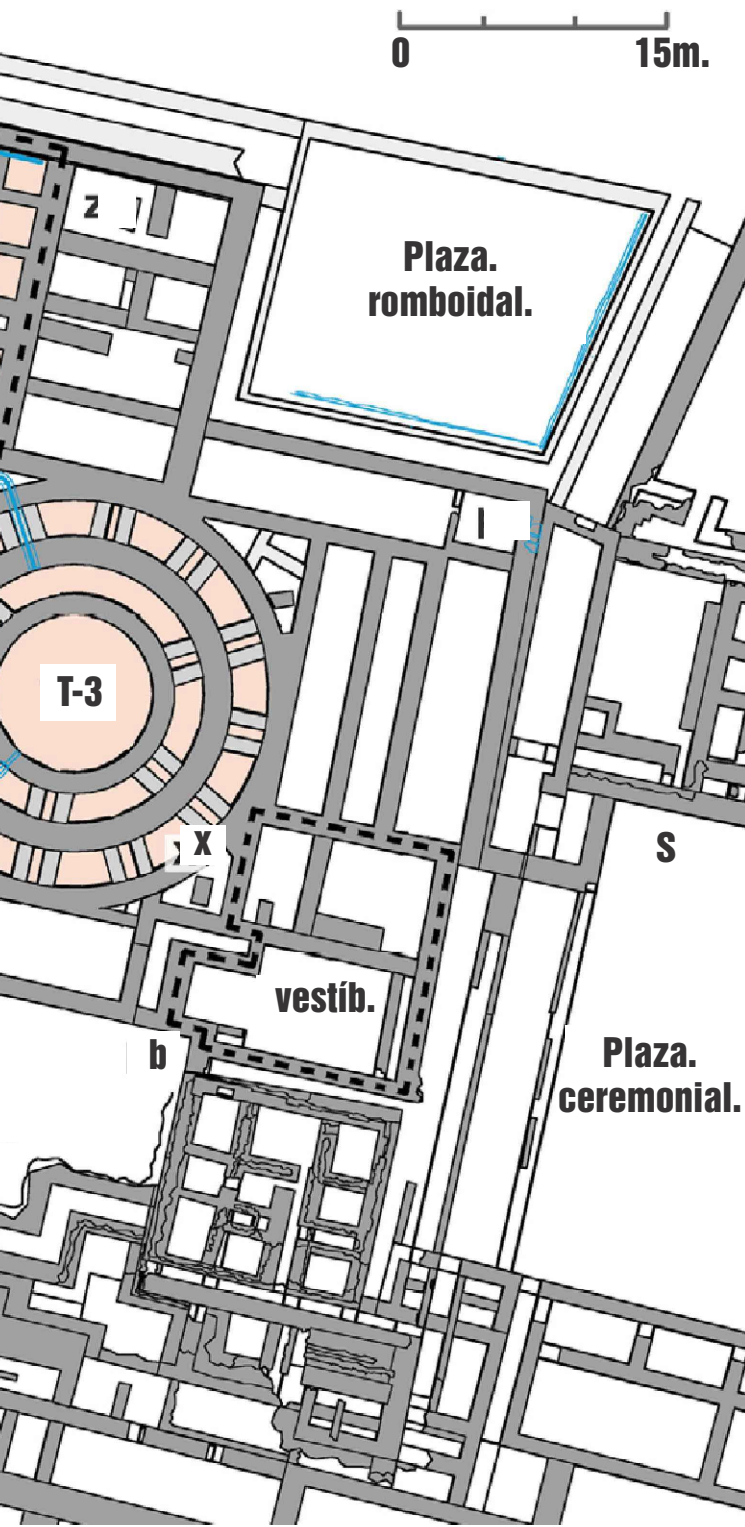 0 15m.
z
Plaza.
romboidal.
l
T-3
X
S
vestíb.
b
Plaza.
ceremonial.